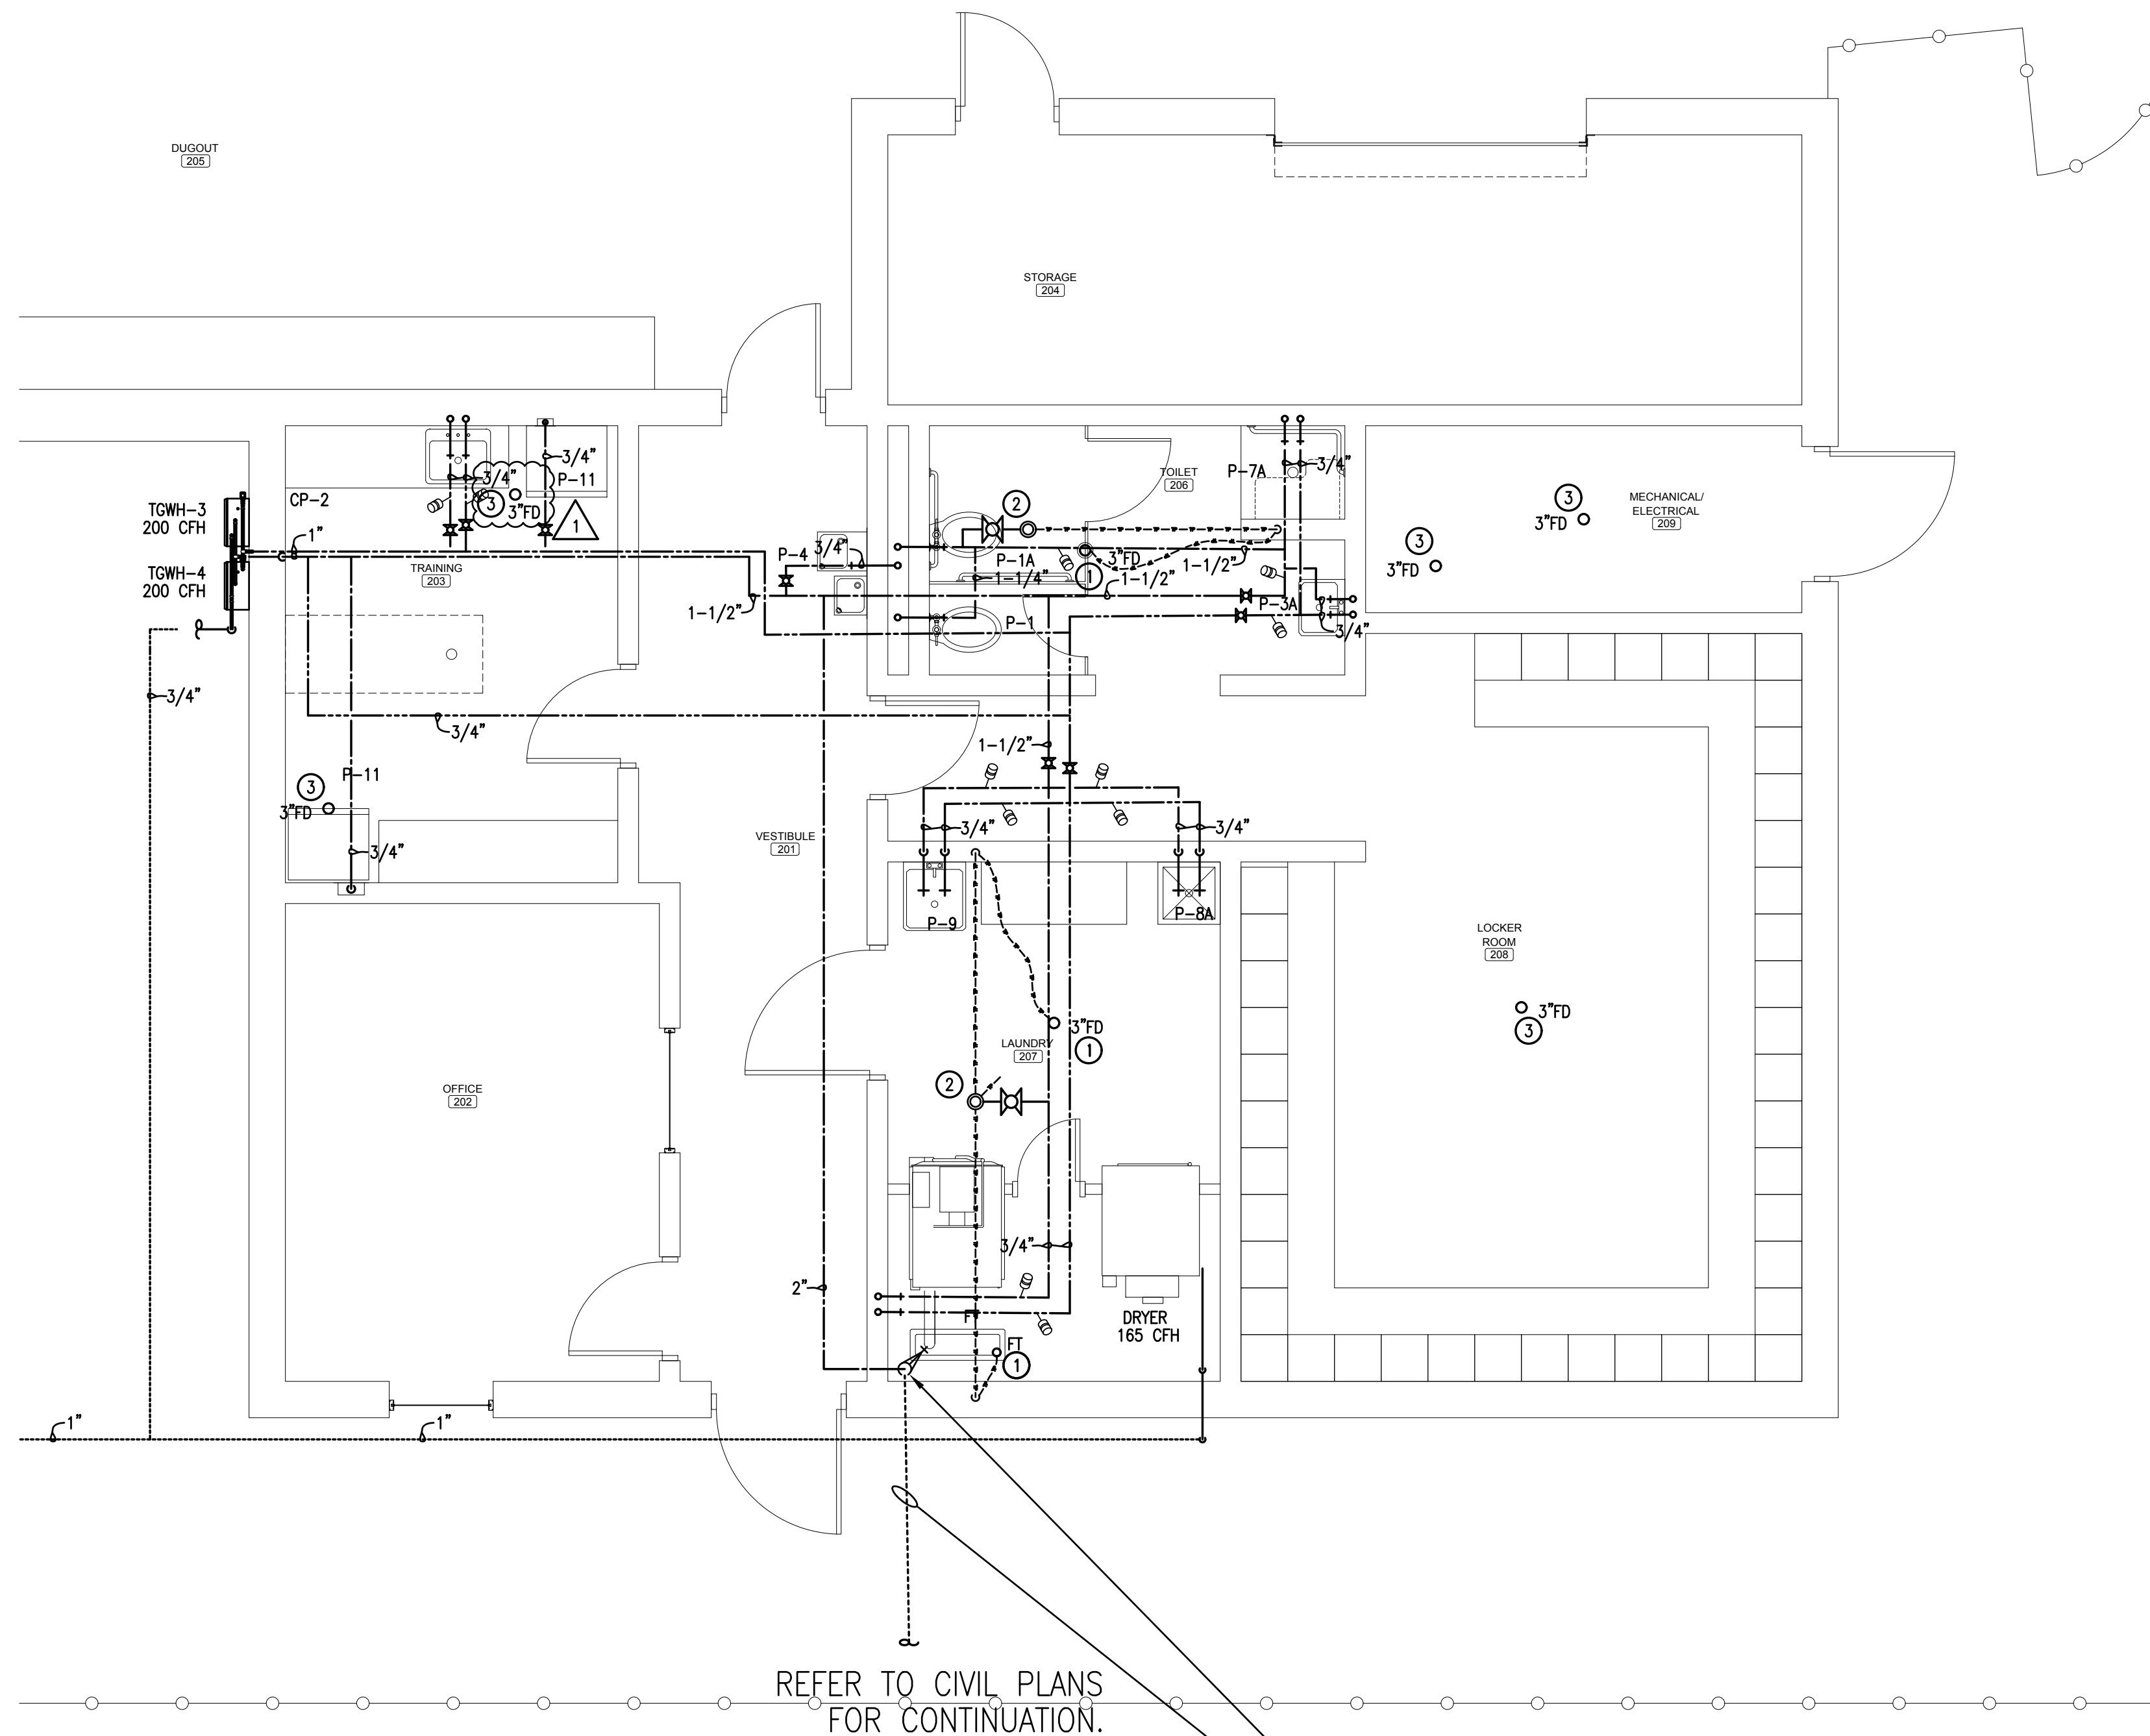 DUGOUT
205
STORAGE
204
3/4"
P-11
3/4"
3
3"FD
1
CP-2
TGWH-3
200 CFH
1"
TGWH-4
200 CFH
TRAINING
203
P-4
3/4"
1-1/2"
2
TOILET
206
P-7A
3/4"
P-1A
3"FD
1
1-1/4"
1-1/2"
1-1/2"
P-3A
P-1
3/4"
3
3"FD
MECHANICAL/
ELECTRICAL
209
3
3"FD
3/4"
3/4"
1-1/2"
P-11
3
3"FD
3/4"
VESTIBULE
201
3/4"
3/4"
P-9
P-8A
LOCKER
ROOM
208
3"FD
3
3"FD
LAUNDRY
207
1
2
OFFICE
202
3/4"
2"
FT
DRYER
165 CFH
FT
1
1"
1"
REFER TO CIVIL PLANS
FOR CONTINUATION.